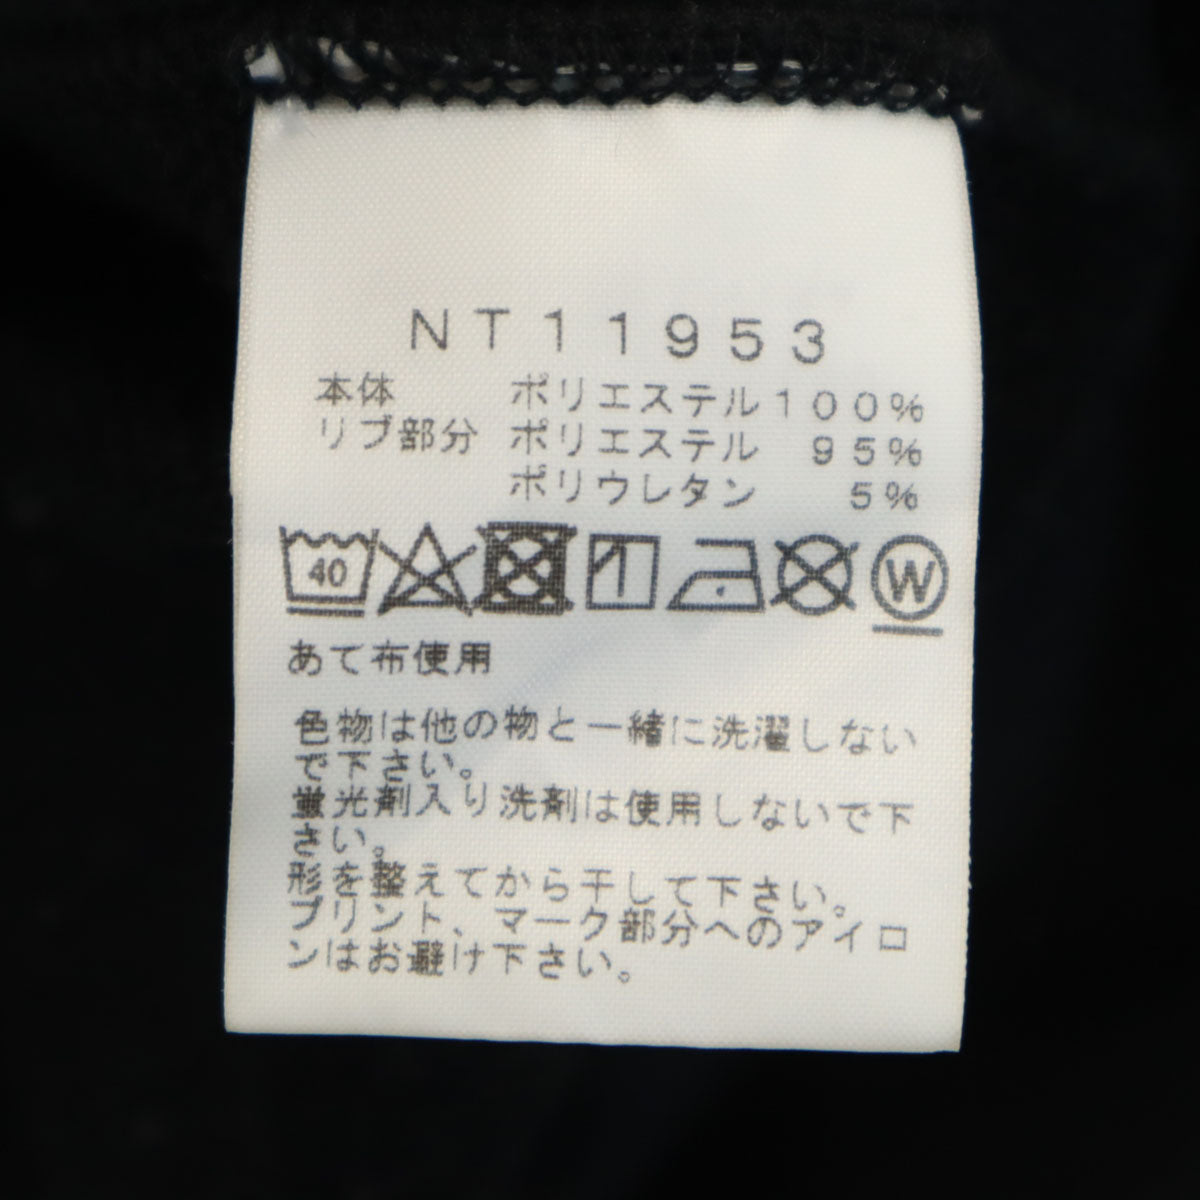 NT11953
本体 ポリエステル100%
リブ部分 ポリエステル 95%
ポリウレタン 5%
40 W
あて布使用
色物は他の物と一緒に洗濯しない
で下さい。
蛍光剤入り洗剤は使用しないで下
さい。
形を整えてから干して下さい。
プリント、マーク部分へのアイロ
ンはお避け下さい。